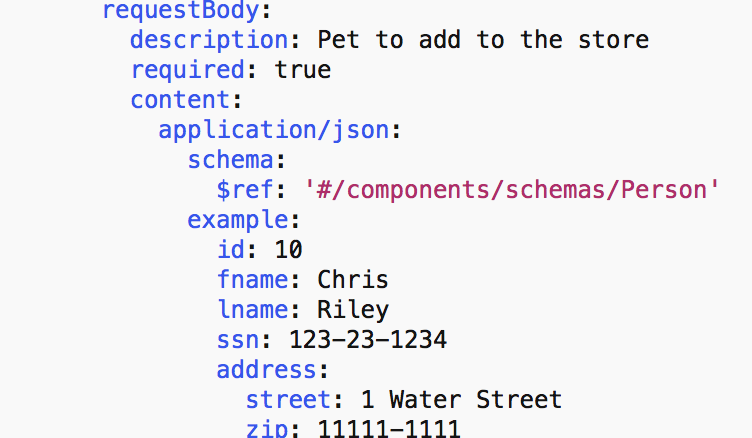 requestBody:
description: Pet to add to the store
required: true
content:
application/json:
schema:
$ref: '#/components/schemas/Person'
example:
id: 10
fname: Chris
lname: Riley
ssn: 123-23-1234
address:
street: 1 Water Street
zip: 11111-1111